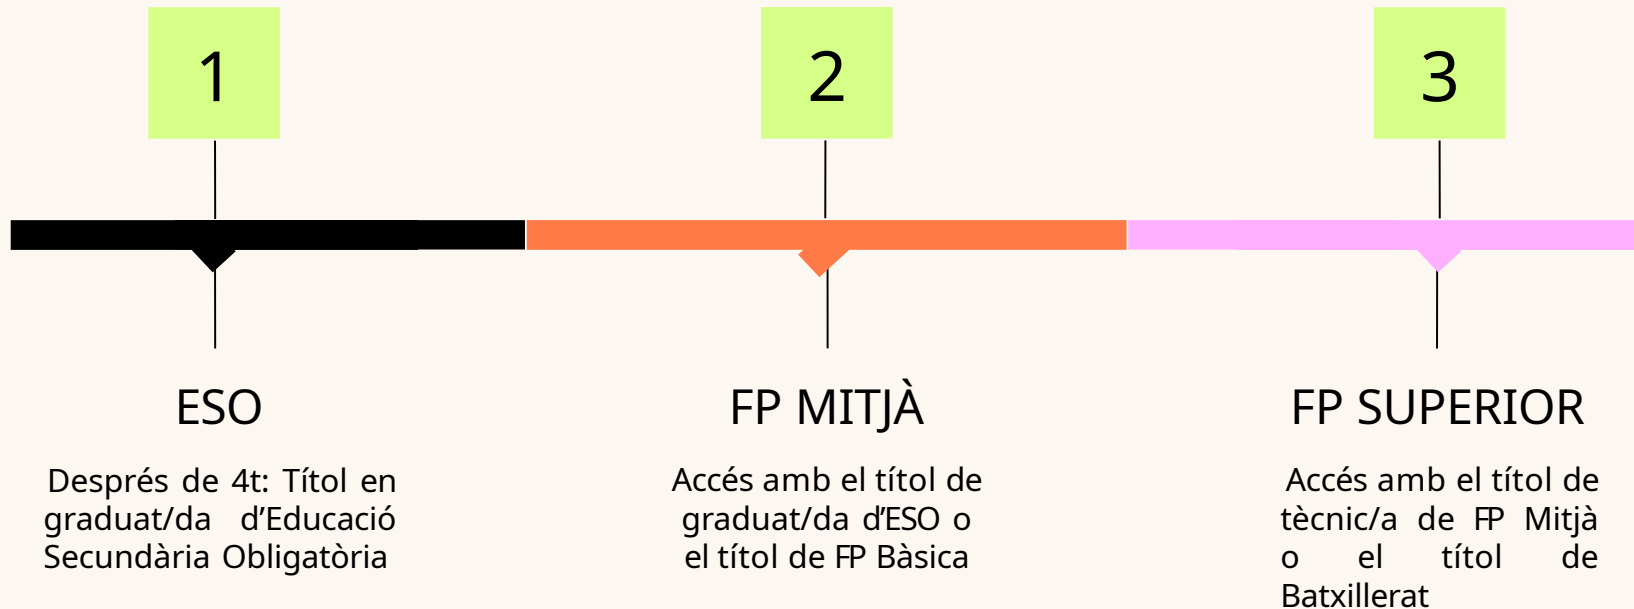 1
2
3
ESO
Després de 4t: Títol en
graduat/da d’Educació
Secundària Obligatòria
FP MITJÀ
Accés amb el títol de
graduat/da d’ESO o
el títol de FP Bàsica
FP SUPERIOR
Accés amb el títol de
tècnic/a de FP Mitjà
o el títol de
Batxillerat